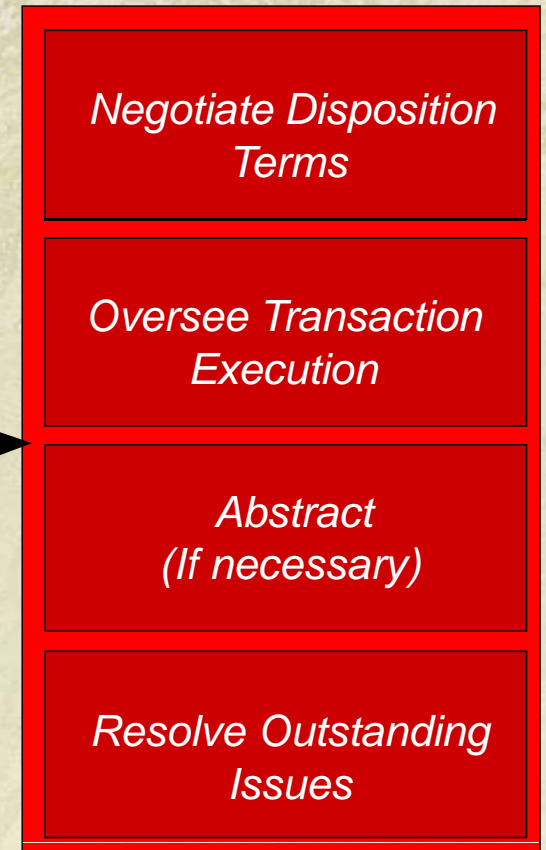 Negotiate Disposition
Terms
Oversee Transaction
Execution
Abstract
(If necessary)
Resolve Outstanding
Issues